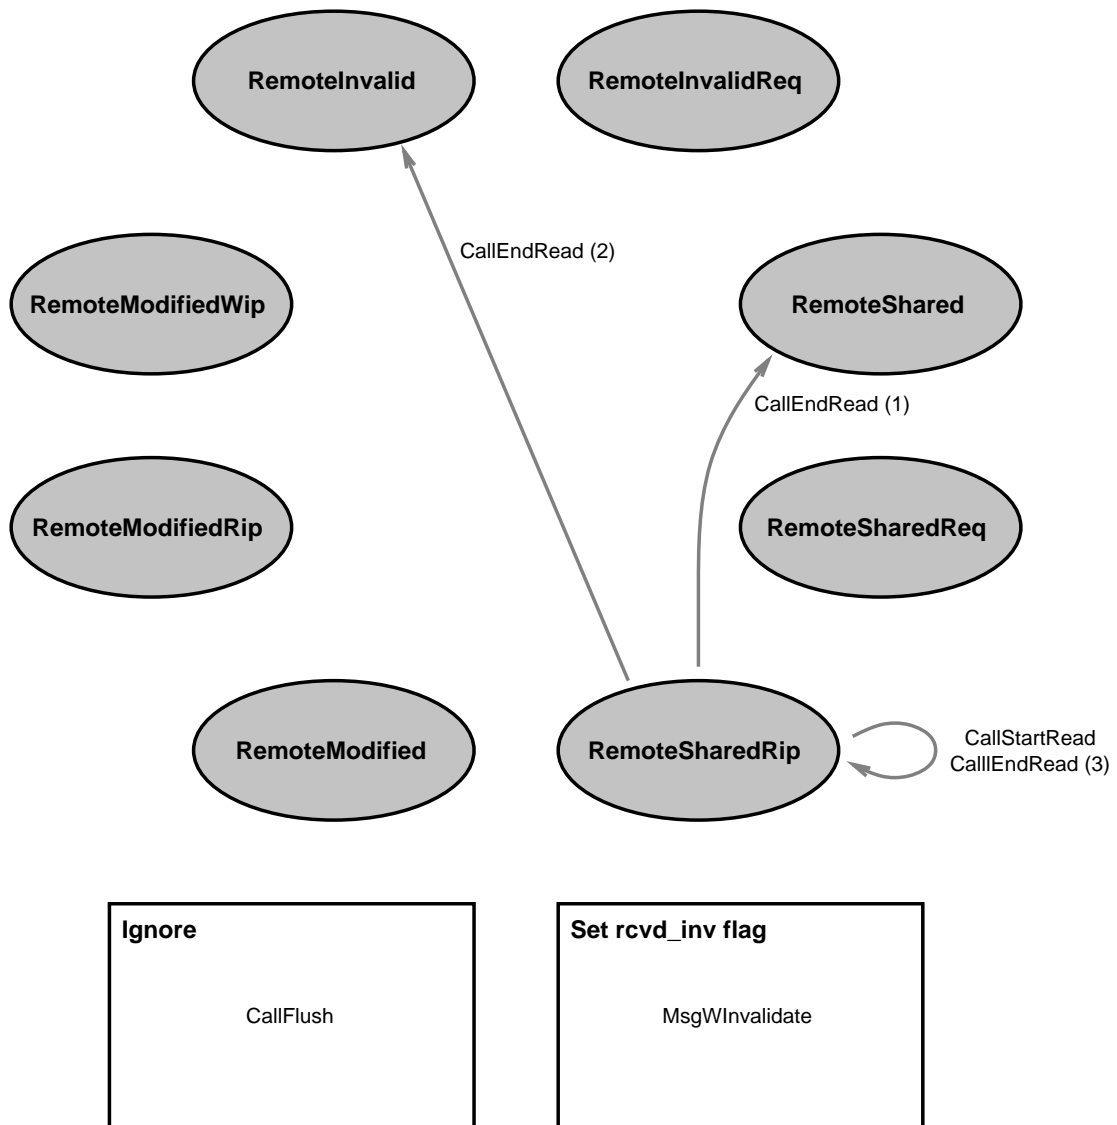 RemoteInvalid
RemoteInvalidReq
CallEndRead (2)
RemoteModifiedWip
RemoteShared
CallEndRead (1)
RemoteModifiedRip
RemoteSharedReq
RemoteModified
RemoteSharedRip
CallStartRead
CalllEndRead (3)
Ignore
Set rcvd_inv flag
CallFlush
MsgWInvalidate